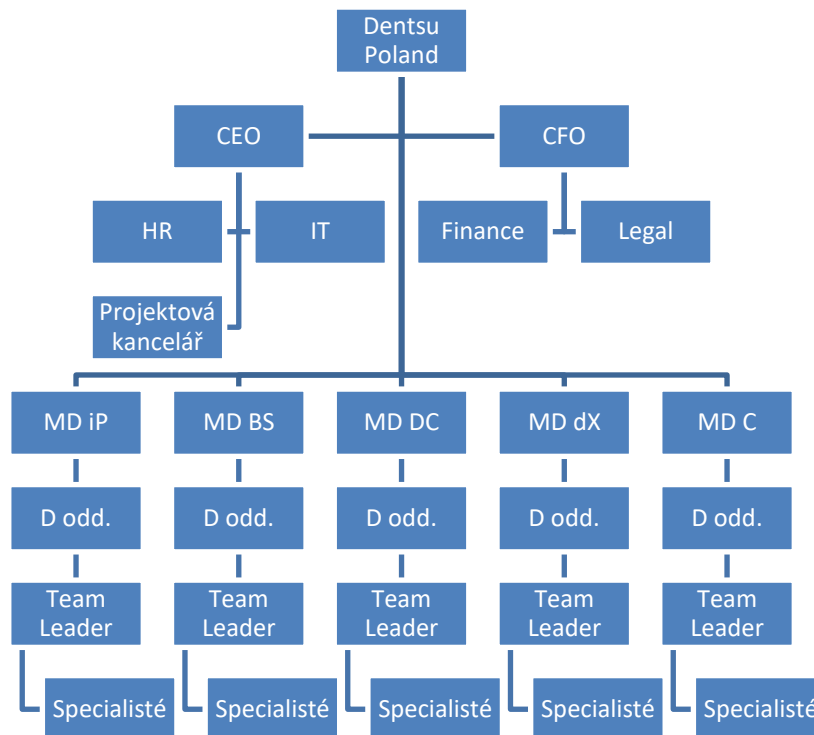 Dentsu
Poland
CEO
CFO
HR
IT
Finance
Legal
Projektová
kancelář
MD iP
MD BS
MD DC
MD dX
MD C
D odd.
D odd.
D odd.
D odd.
D odd.
Team
Leader
Team
Leader
Team
Leader
Team
Leader
Team
Leader
Specialisté
Specialisté
Specialisté
Specialisté
Specialisté